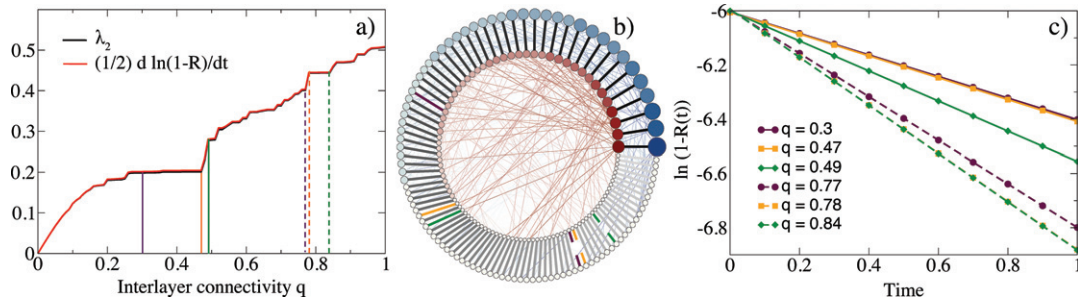 a)
λ₂
(1/2) d ln(1-R)/dt
0.5
0.4
0.3
0.2
0.1
0
0 0.2 0.4 0.6 0.8 1
Interlayer connectivity q
b)
c)
ln (1-R(t))
-6
-6.2
-6.4
-6.6
-6.8
q = 0.3
q = 0.47
q = 0.49
q = 0.77
q = 0.78
q = 0.84
0 0.2 0.4 0.6 0.8 1
Time